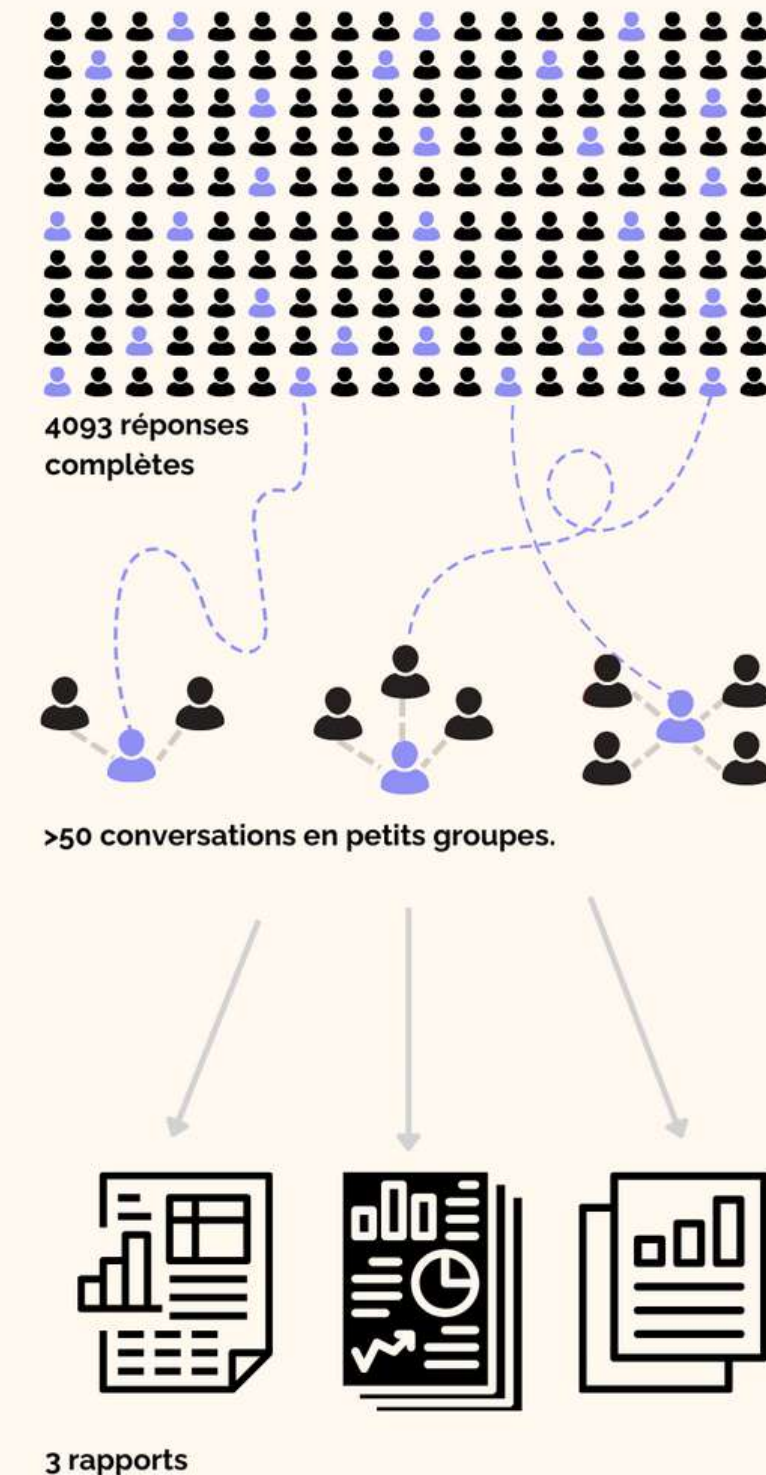 4093 réponses
complètes
>50 conversations en petits groupes.
3 rapports